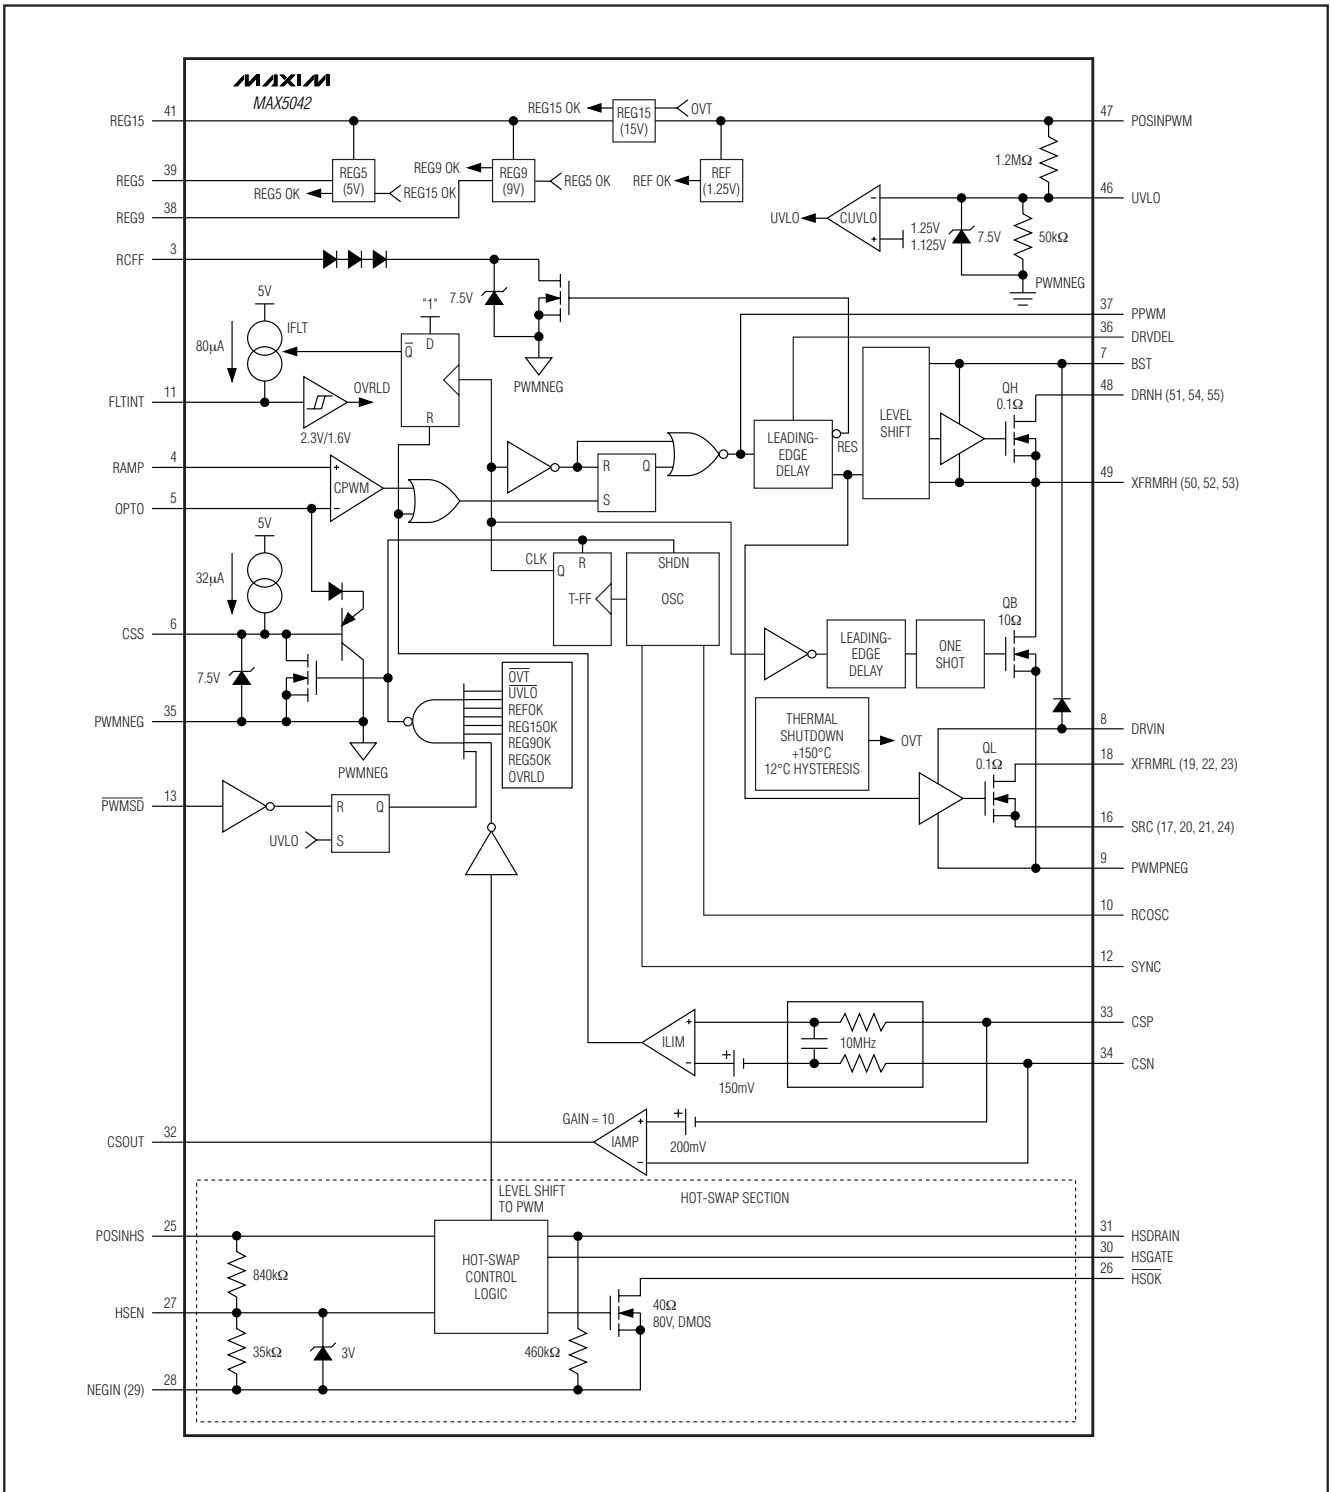 MAXIM
MAX5042
REG15 41
REG15 OK
REG15
(15V)
OVT
47 POSINPWM
1.2MΩ
REG5 39
REG5
(5V)
REG5 OK
REG15 OK
REG9 OK
REG9
(9V)
REG5 OK
REF OK
REF
(1.25V)
46 UVLO
REG9 38
UVLO
CUVLO
-
+
1.25V
1.125V
7.5V
50kΩ
PWMNEG
RCFF 3
7.5V
PWMNEG
5V
IFLT
80µA
"1"
Q
D
R
37 PPWM
36 DRVDEL
7 BST
FLTINT 11
OVRLD
2.3V/1.6V
48 DRNH (51, 54, 55)
QH
0.1Ω
LEVEL
SHIFT
LEADING-
EDGE
DELAY
RES
RAMP 4
+
CPWM
-
OPTO 5
R
Q
S
49 XFRMRH (50, 52, 53)
5V
32µA
CLK
Q
R
T-FF
SHDN
OSC
CSS 6
7.5V
LEADING-
EDGE
DELAY
ONE
SHOT
QB
10Ω
PWMNEG 35
PWMNEG
OVT
UVLO
REFOK
REG15OK
REG9OK
REG5OK
OVRLD
THERMAL
SHUTDOWN
+150°C
12°C HYSTERESIS
OVT
8 DRVIN
18 XFRMRL (19, 22, 23)
QL
0.1Ω
PWMSD 13
R
Q
S
UVLO
16 SRC (17, 20, 21, 24)
9 PWMPNEG
10 RCOSC
12 SYNC
33 CSP
ILIM
+
-
10MHz
150mV
34 CSN
GAIN = 10
IAMP
+
-
+
+
200mV
CSOUT 32
LEVEL SHIFT
TO PWM
HOT-SWAP SECTION
POSINHS 25
31 HSDRAIN
30 HSGATE
26 HSOK
840kΩ
HOT-SWAP
CONTROL
LOGIC
HSEN 27
40Ω
80V, DMOS
35kΩ
3V
460kΩ
NEGIN (29) 28